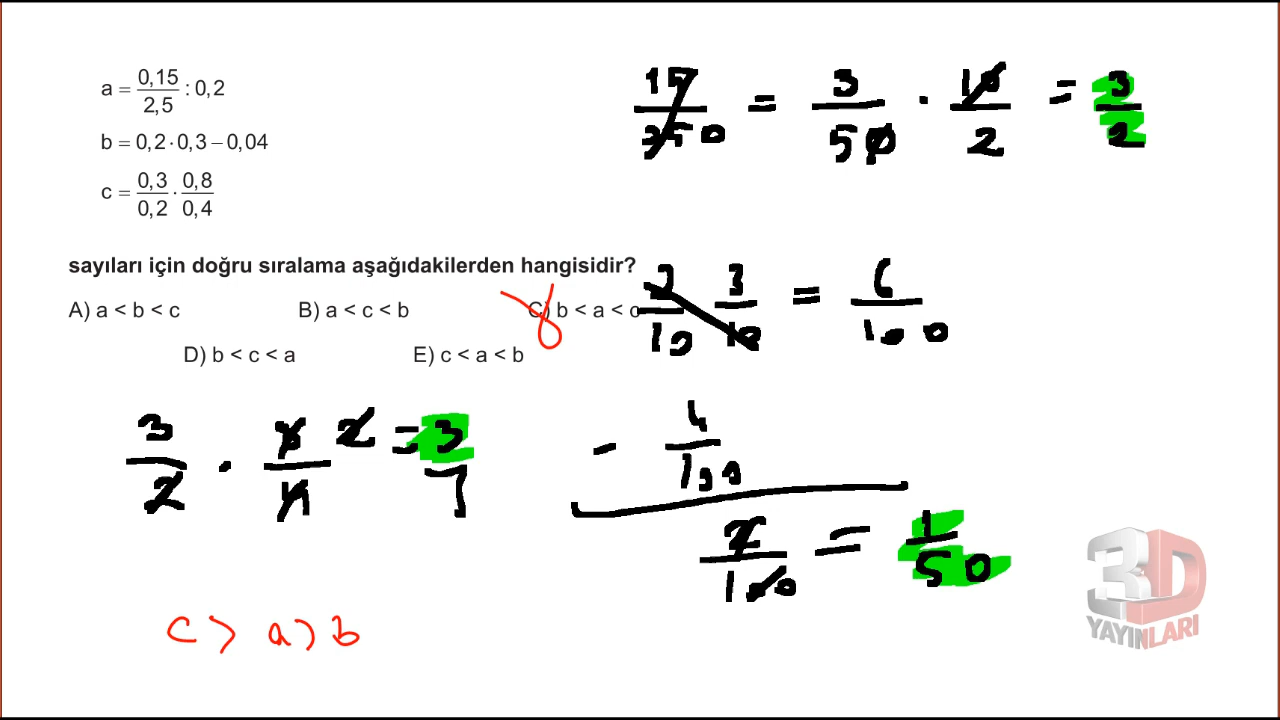 a = 0,15/2,5 : 0,2
b = 0,2 · 0,3 – 0,04
c = 0,3/0,2 · 0,8/0,4
sayıları için doğru sıralama aşağıdakilerden hangisidir?
A) a < b < c B) a < c < b C) b < a < c
D) b < c < a E) c < a < b
15/250 = 3/50 · 10/2 = 3/2
2/10 3/10 = 6/100
- 4/100
2/100 = 1/50
3/2 · 8/4 2 = 3/1
c > a > b
3D
YAYINLARI